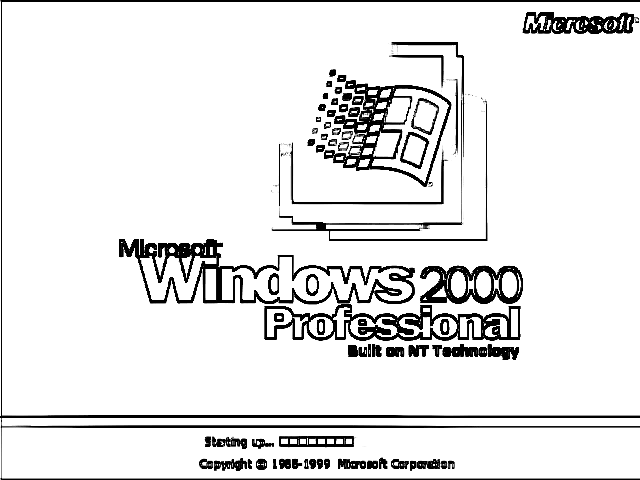 Microsoft
Microsoft
Windows 2000
Professional
Built on NT Technology
Starting up...
Copyright © 1985-1999 Microsoft Corporation